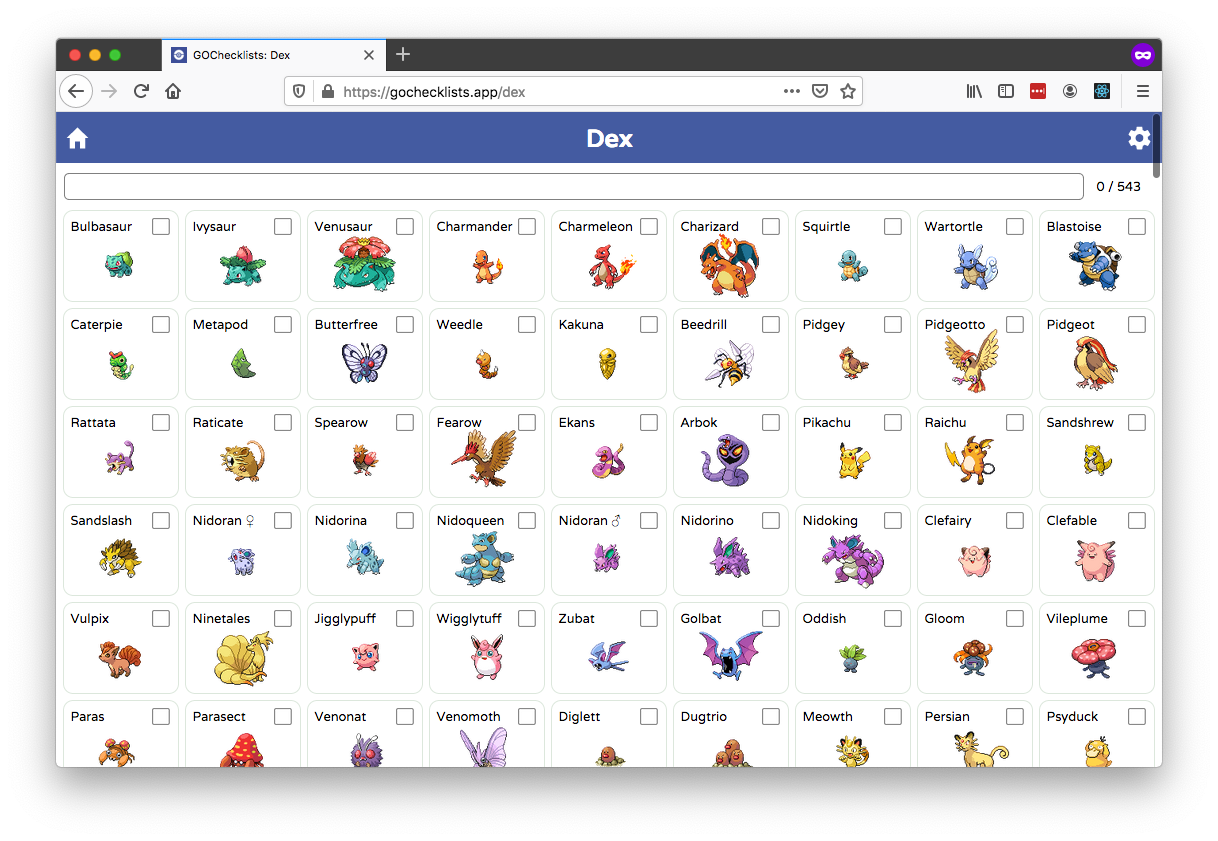 GOChecklists: Dex
https://gochecklists.app/dex
Dex
0 / 543
Bulbasaur Ivysaur Venusaur Charmander Charmeleon Charizard Squirtle Wartortle Blastoise
Caterpie Metapod Butterfree Weedle Kakuna Beedrill Pidgey Pidgeotto Pidgeot
Rattata Raticate Spearow Fearow Ekans Arbok Pikachu Raichu Sandshrew
Sandslash Nidoran ♀ Nidorina Nidoqueen Nidoran ♂ Nidorino Nidoking Clefairy Clefable
Vulpix Ninetales Jigglypuff Wigglytuff Zubat Golbat Oddish Gloom Vileplume
Paras Parasect Venonat Venomoth Diglett Dugtrio Meowth Persian Psyduck